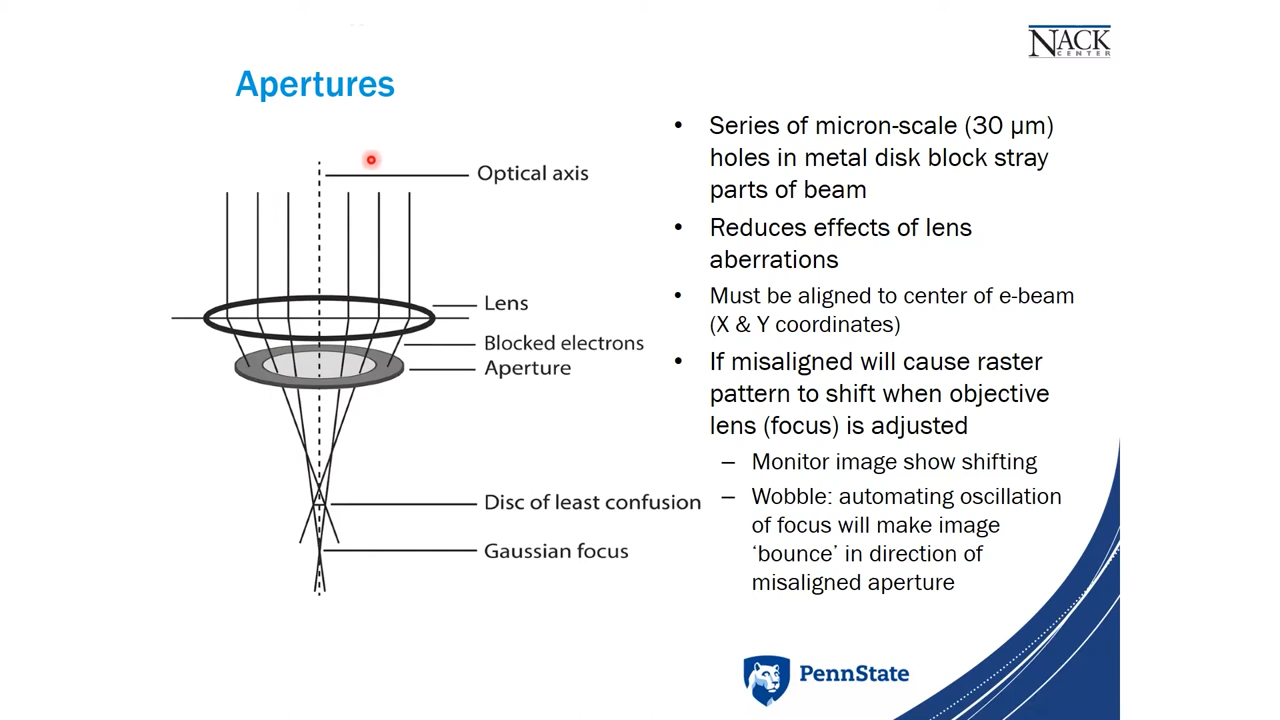 NACK
CENTER
Apertures
Optical axis
Lens
Blocked electrons
Aperture
Disc of least confusion
Gaussian focus
• Series of micron-scale (30 µm)
holes in metal disk block stray
parts of beam
• Reduces effects of lens
aberrations
• Must be aligned to center of e-beam
(X & Y coordinates)
• If misaligned will cause raster
pattern to shift when objective
lens (focus) is adjusted
– Monitor image show shifting
– Wobble: automating oscillation
of focus will make image
‘bounce’ in direction of
misaligned aperture
PennState